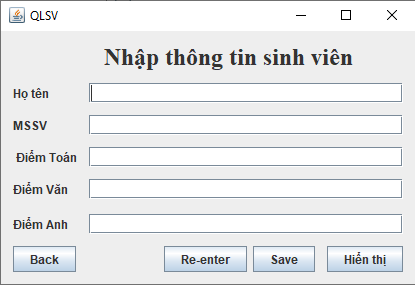 QLSV
Nhập thông tin sinh viên
Họ tên
MSSV
Điểm Toán
Điểm Văn
Điểm Anh
Back Re-enter Save Hiển thị